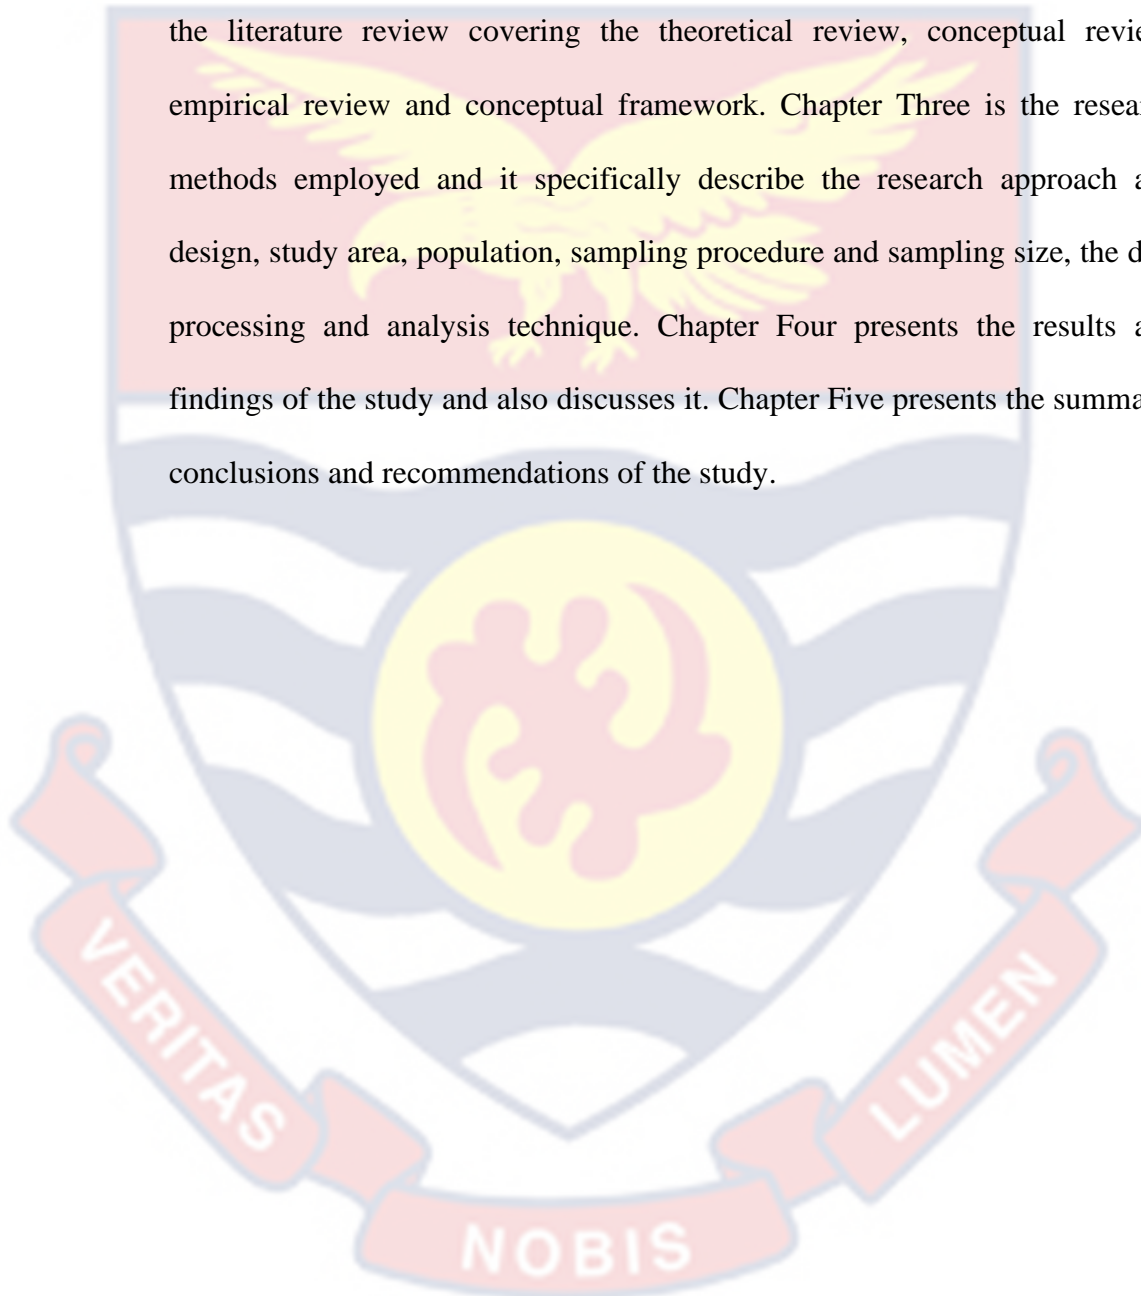 the literature review covering the theoretical review, conceptual revie
empirical review and conceptual framework. Chapter Three is the resear
methods employed and it specifically describe the research approach a
design, study area, population, sampling procedure and sampling size, the d
processing and analysis technique. Chapter Four presents the results a
findings of the study and also discusses it. Chapter Five presents the summa
conclusions and recommendations of the study.
VERITAS
NOBIS
LUMEN